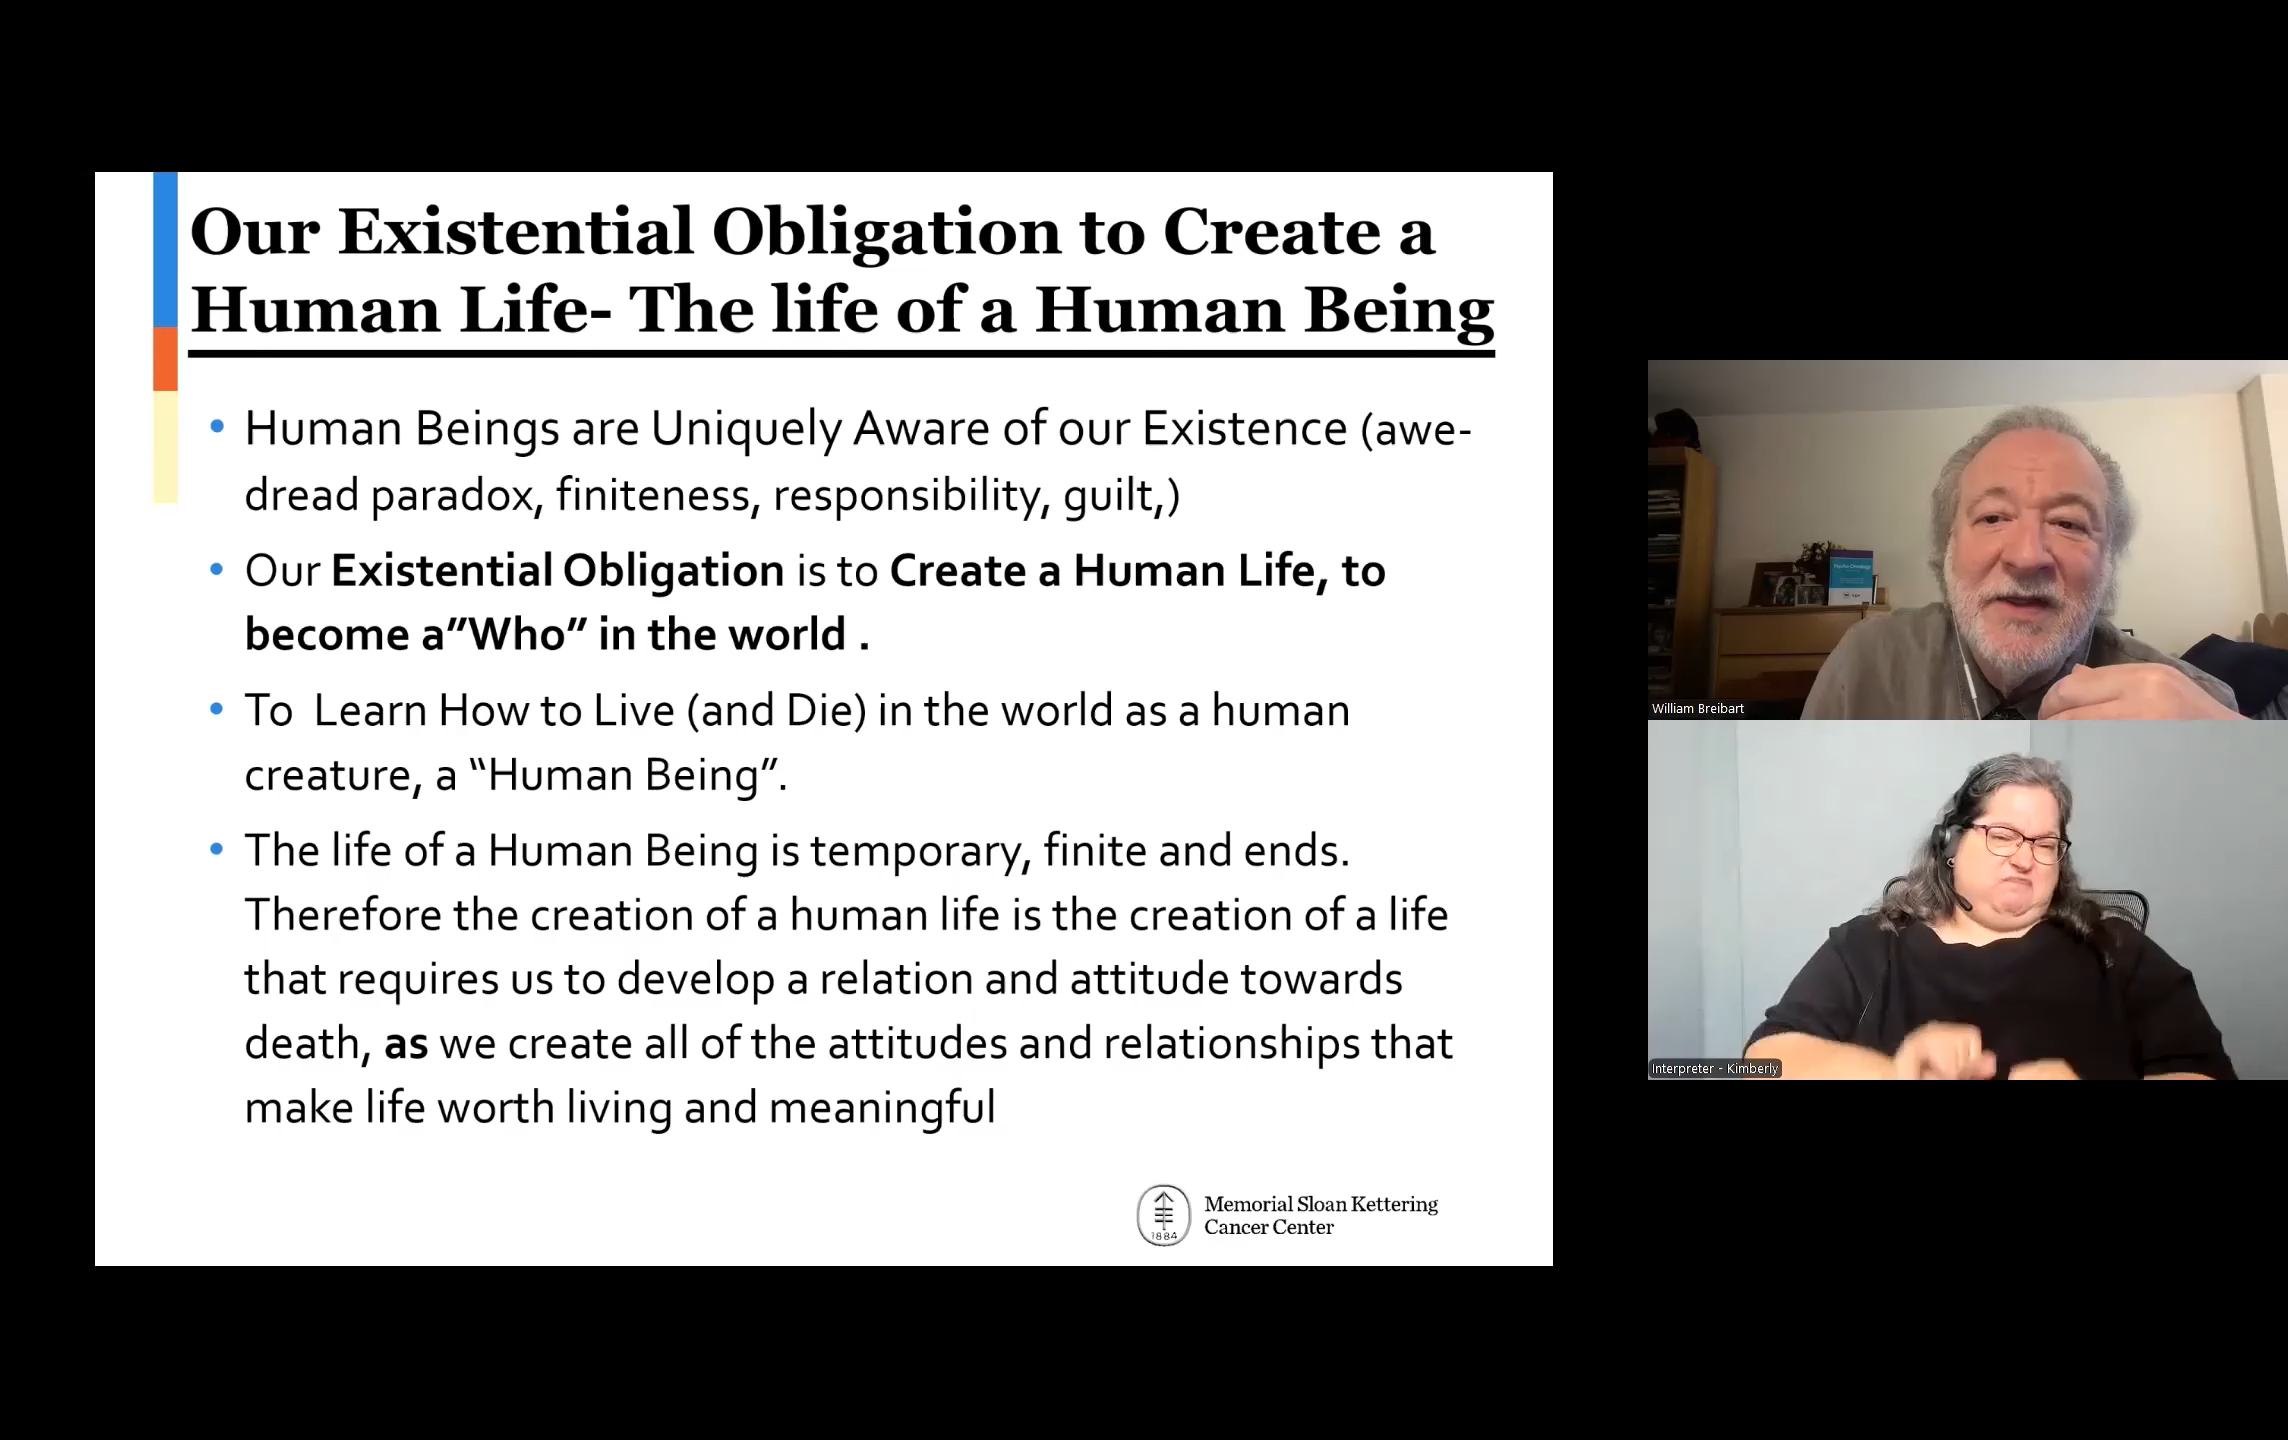 Our Existential Obligation to Create a
Human Life- The life of a Human Being
• Human Beings are Uniquely Aware of our Existence (awe-
dread paradox, finiteness, responsibility, guilt,)
• Our Existential Obligation is to Create a Human Life, to
become a”Who” in the world .
• To  Learn How to Live (and Die) in the world as a human
creature, a “Human Being”.
• The life of a Human Being is temporary, finite and ends.
Therefore the creation of a human life is the creation of a life
that requires us to develop a relation and attitude towards
death, as we create all of the attitudes and relationships that
make life worth living and meaningful
1884
Memorial Sloan Kettering
Cancer Center
Psycho-Oncology
William Breibart
Interpreter - Kimberly